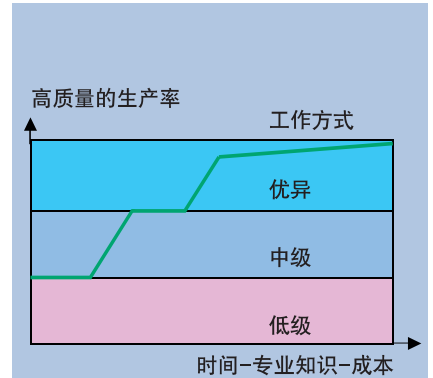 高质量的生产率
工作方式
优异
中级
低级
时间–专业知识–成本